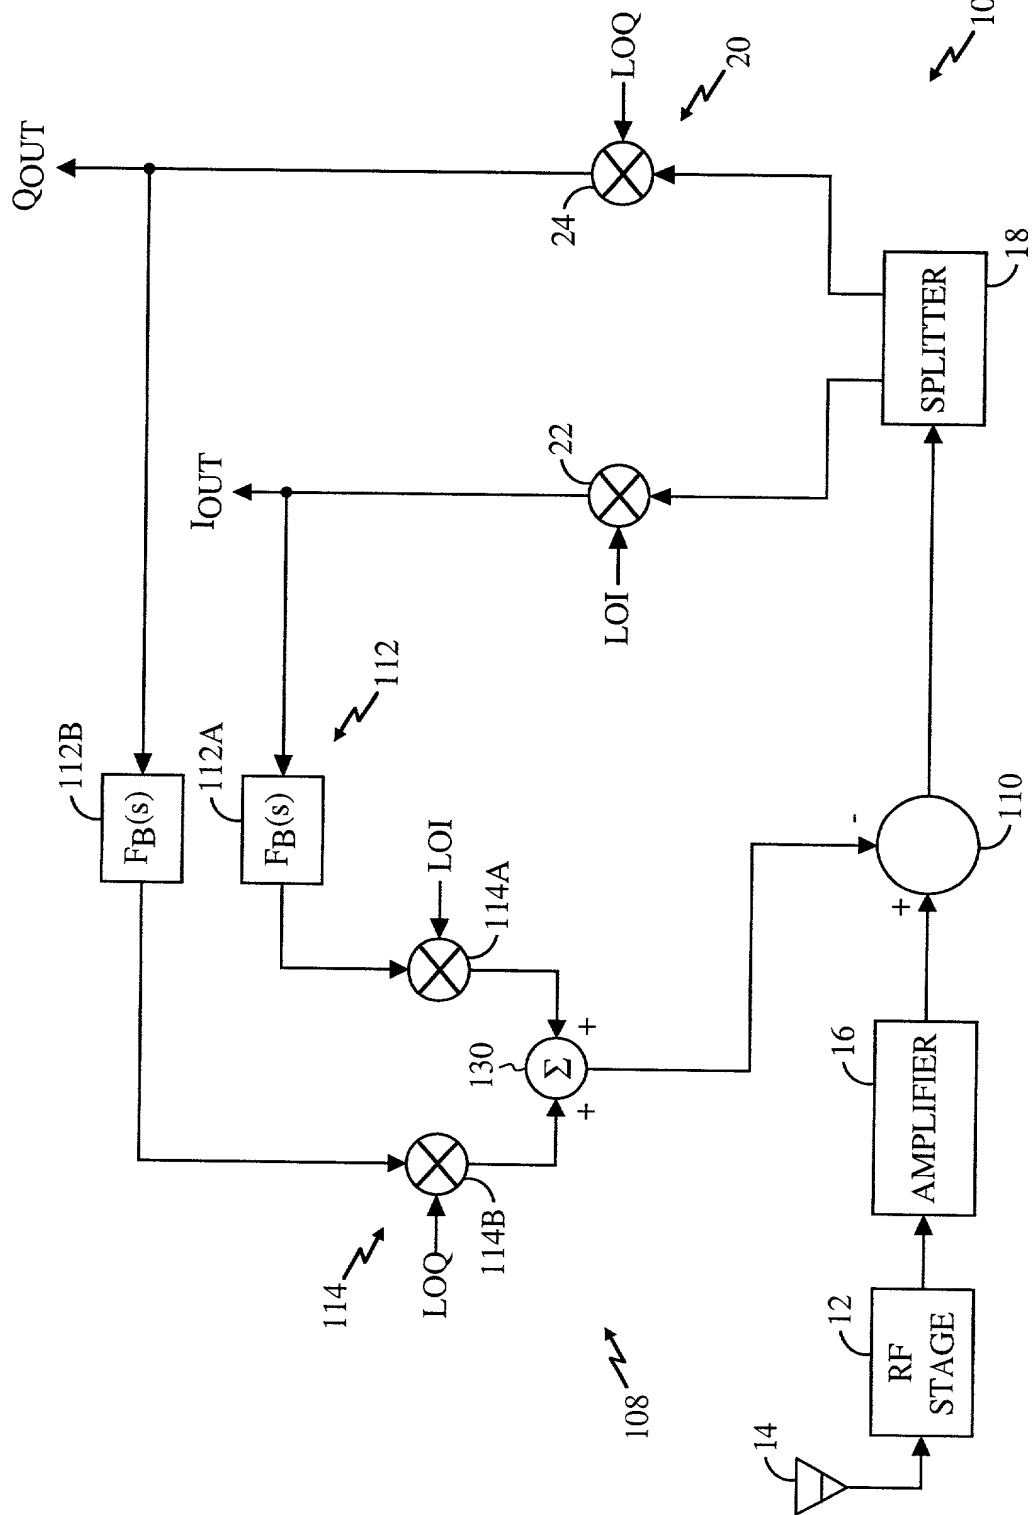 QOUT
112B
FB(s)
112A
IOUT
FB(s)
114
112
LOQ
LOI
114B
130
114A
Σ
+
+
22
24
LOI
LOQ
108
20
14
12
16
-
+
RF
STAGE
AMPLIFIER
SPLITTER
110
18
10